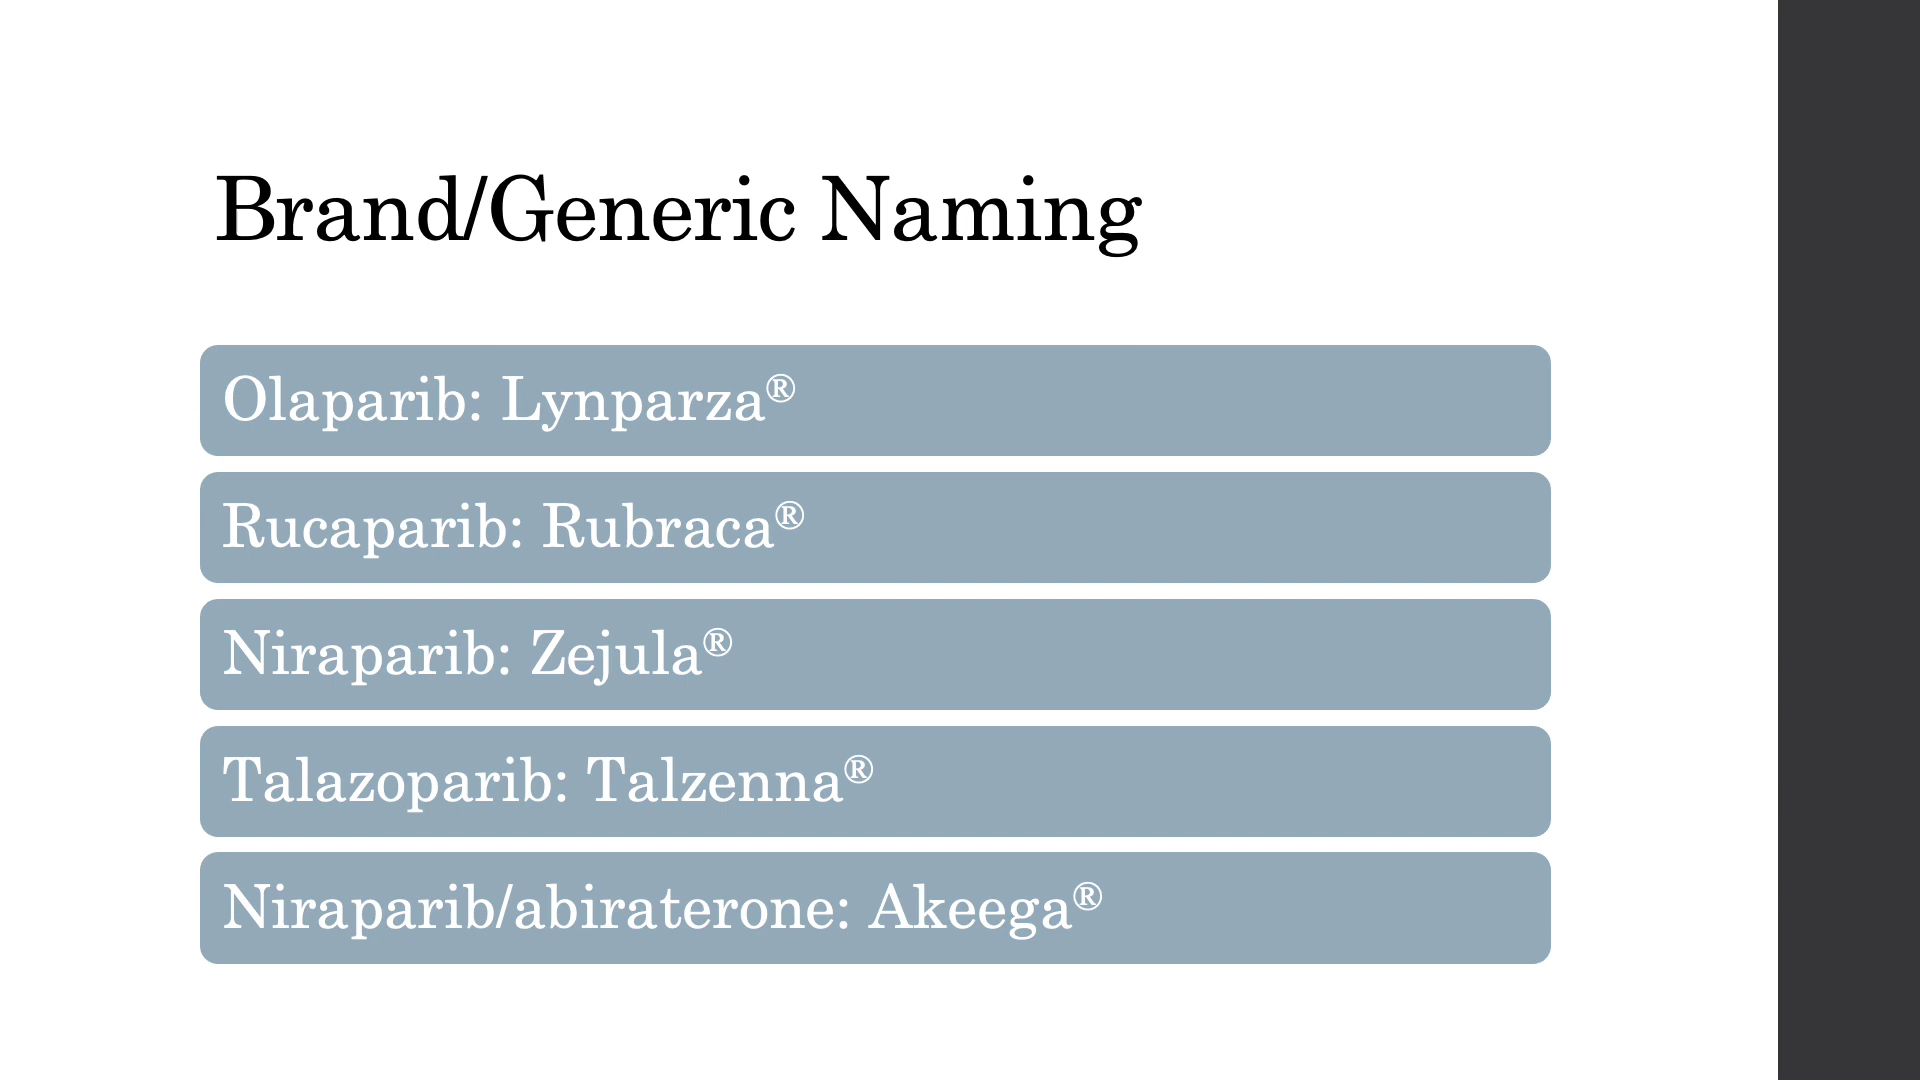 Brand/Generic Naming
Olaparib: Lynparza®
Rucaparib: Rubraca®
Niraparib: Zejula®
Talazoparib: Talzenna®
Niraparib/abiraterone: Akeega®